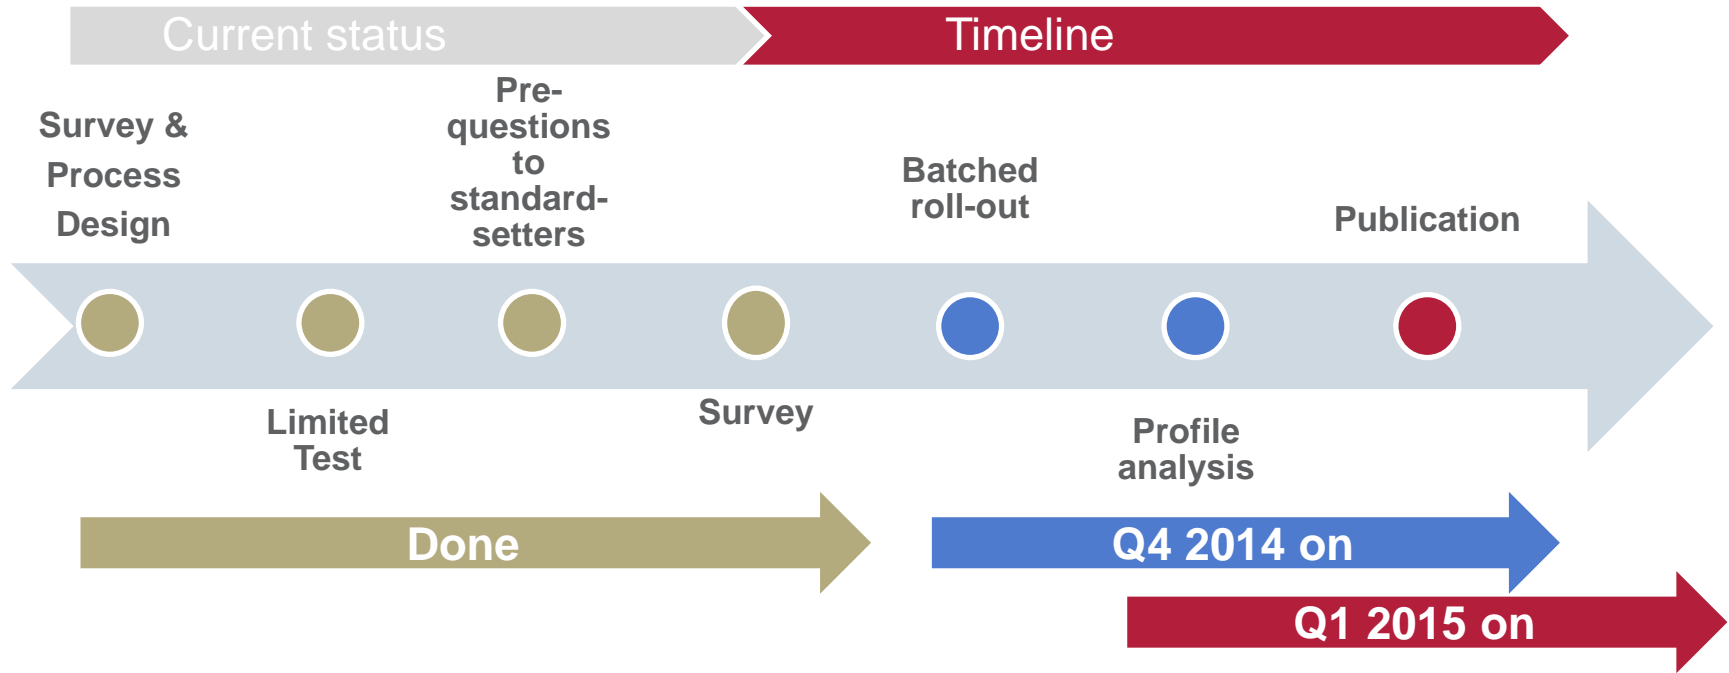 Current status
Timeline
Survey &
Process
Design
Pre-
questions
to
standard-
setters
Batched
roll-out
Publication
Limited
Test
Survey
Profile
analysis
Done
Q4 2014 on
Q1 2015 on